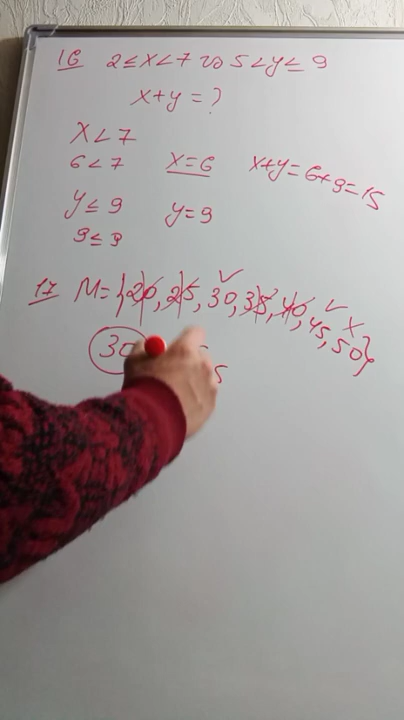 16 2≤x<7 va 5<y≤9
x+y=?
x<7
6<7 x=6 x+y=6+9=15
y≤9 y=9
9≤9
17 M={20, 25, 30, 35, 40, 45, 50}
30